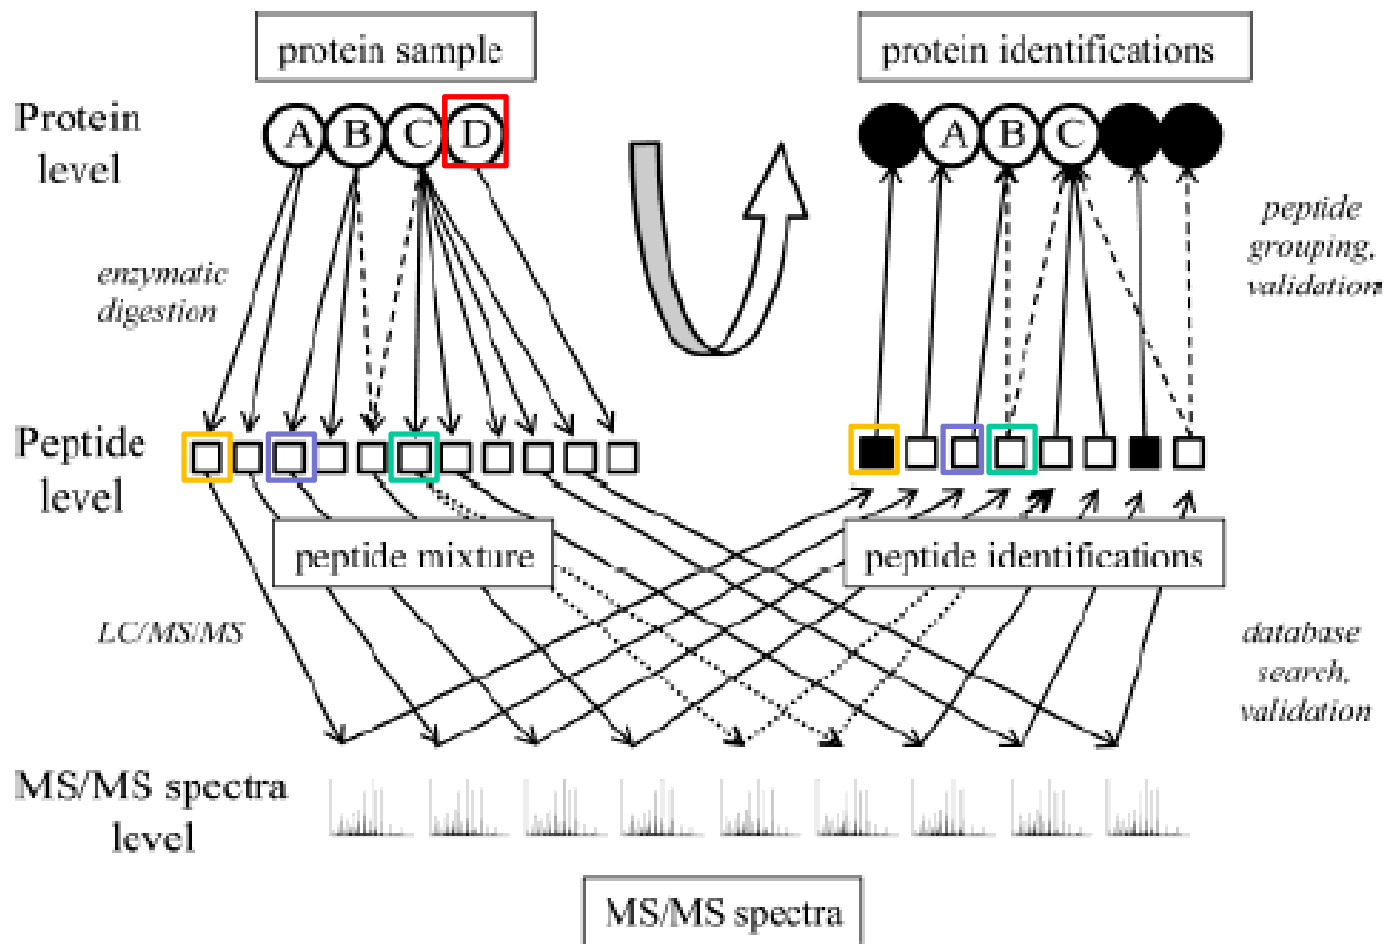 protein sample
protein identifications
Protein
level
A B C D
A B C
enzymatic
digestion
peptide
grouping,
validation
Peptide
level
peptide mixture
peptide identifications
LC/MS/MS
database
search,
validation
MS/MS spectra
level
MS/MS spectra